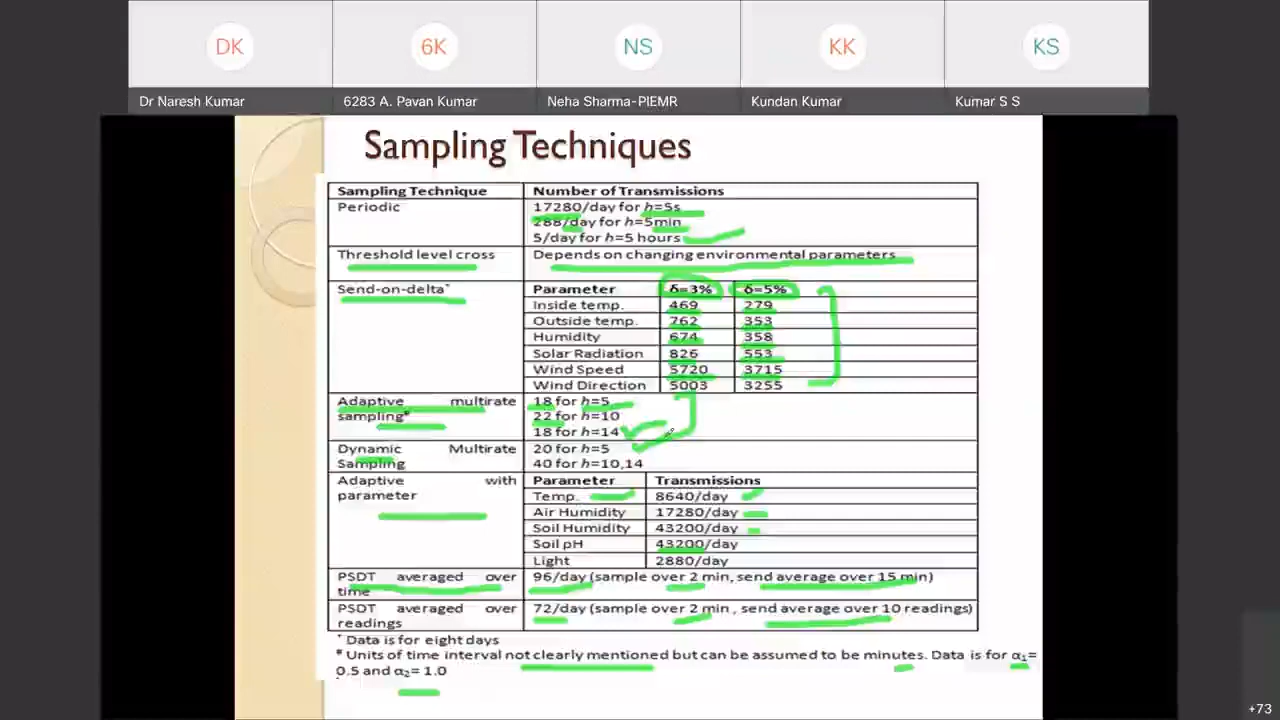 DK
6K
NS
KK
KS
Dr Naresh Kumar
6283 A. Pavan Kumar
Neha Sharma-PIEMR
Kundan Kumar
Kumar S S
Sampling Techniques
Sampling Technique Number of Transmissions
Periodic 17280/day for h=5s
288/day for h=5min
5/day for h=5 hours
Threshold level cross Depends on changing environmental parameters
Send-on-delta+ Parameter δ=3% δ=5%
Inside temp. 469 279
Outside temp. 762 353
Humidity 674 358
Solar Radiation 826 553
Wind Speed 5720 3715
Wind Direction 5003 3255
Adaptive multirate 18 for h=5
sampling# 22 for h=10
18 for h=14
Dynamic Multirate 20 for h=5
Sampling 40 for h=10,14
Adaptive with Parameter Transmissions
parameter Temp. 8640/day
Air Humidity 17280/day
Soil Humidity 43200/day
Soil pH 43200/day
Light 2880/day
PSDT averaged over 96/day (sample over 2 min, send average over 15 min)
time
PSDT averaged over 72/day (sample over 2 min , send average over 10 readings)
readings
+ Data is for eight days
# Units of time interval not clearly mentioned but can be assumed to be minutes. Data is for α1=
0.5 and α2= 1.0
+73